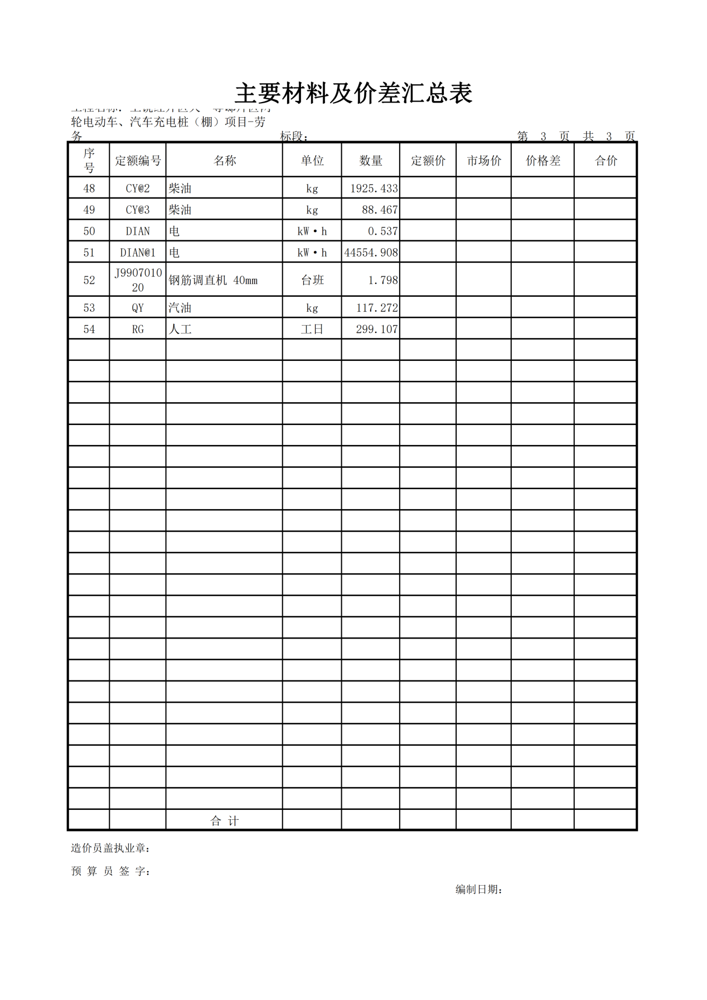 主要材料及价差汇总表
轮电动车、汽车充电桩（棚）项目-劳
务 标段： 第 3 页 共 3 页
序号 定额编号 名称 单位 数量 定额价 市场价 价格差 合价
48 CY@2 柴油 kg 1925.433
49 CY@3 柴油 kg 88.467
50 DIAN 电 kW·h 0.537
51 DIAN@1 电 kW·h 44554.908
52 J990701020 钢筋调直机 40mm 台班 1.798
53 QY 汽油 kg 117.272
54 RG 人工 工日 299.107
合 计
造价员盖执业章：
预 算 员 签 字：
编制日期：